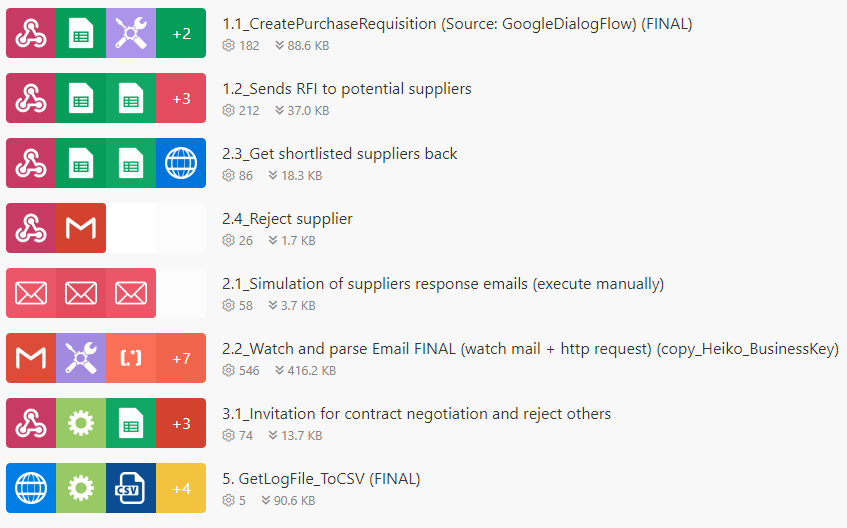 +2
1.1_CreatePurchaseRequisition (Source: GoogleDialogFlow) (FINAL)
182 88.6 KB
+3
1.2_Sends RFI to potential suppliers
212 37.0 KB
2.3_Get shortlisted suppliers back
86 18.3 KB
2.4_Reject supplier
26 1.7 KB
2.1_Simulation of suppliers response emails (execute manually)
58 3.7 KB
[.*] +7
2.2_Watch and parse Email FINAL (watch mail + http request) (copy_Heiko_BusinessKey)
546 416.2 KB
+3
3.1_Invitation for contract negotiation and reject others
74 13.7 KB
CSV +4
5. GetLogFile_ToCSV (FINAL)
5 90.6 KB